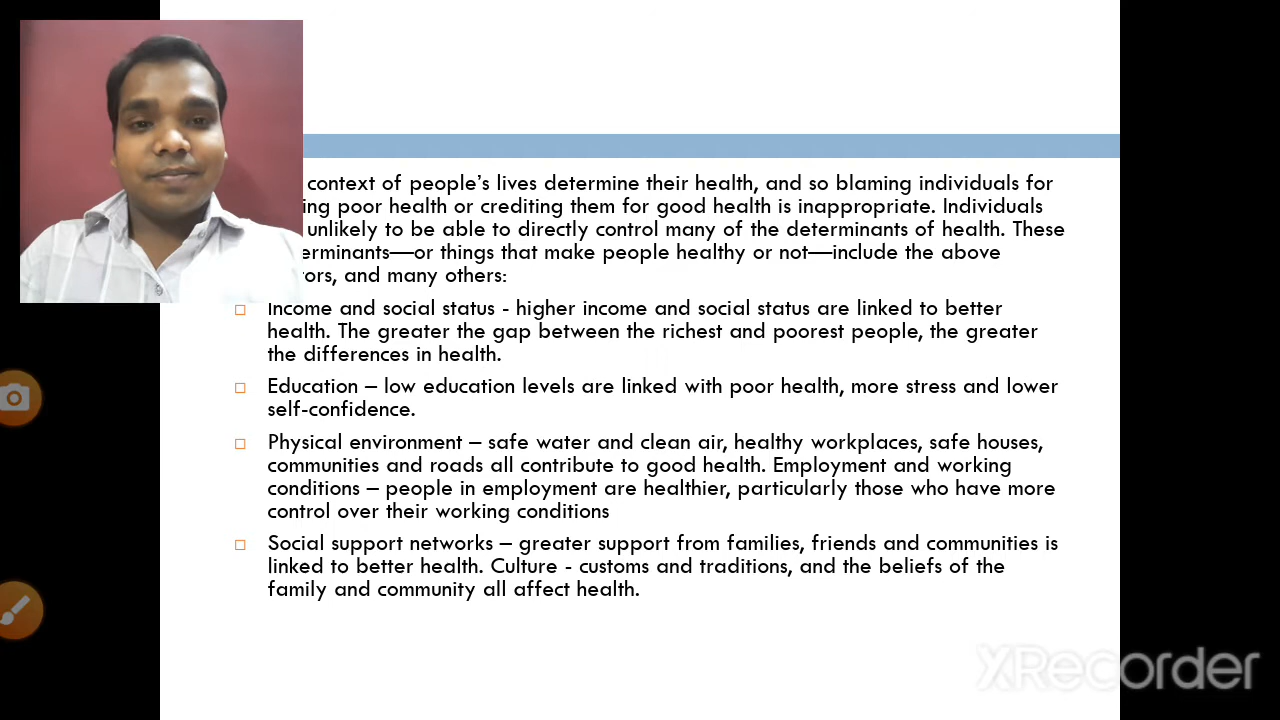 context of people's lives determine their health, and so blaming individuals for
poor health or crediting them for good health is inappropriate. Individuals
unlikely to be able to directly control many of the determinants of health. These
—or things that make people healthy or not—include the above
and many others:
Income and social status - higher income and social status are linked to better
health. The greater the gap between the richest and poorest people, the greater
the differences in health.
Education – low education levels are linked with poor health, more stress and lower
self-confidence.
Physical environment – safe water and clean air, healthy workplaces, safe houses,
communities and roads all contribute to good health. Employment and working
conditions – people in employment are healthier, particularly those who have more
control over their working conditions
Social support networks – greater support from families, friends and communities is
linked to better health. Culture - customs and traditions, and the beliefs of the
family and community all affect health.
XRecorder